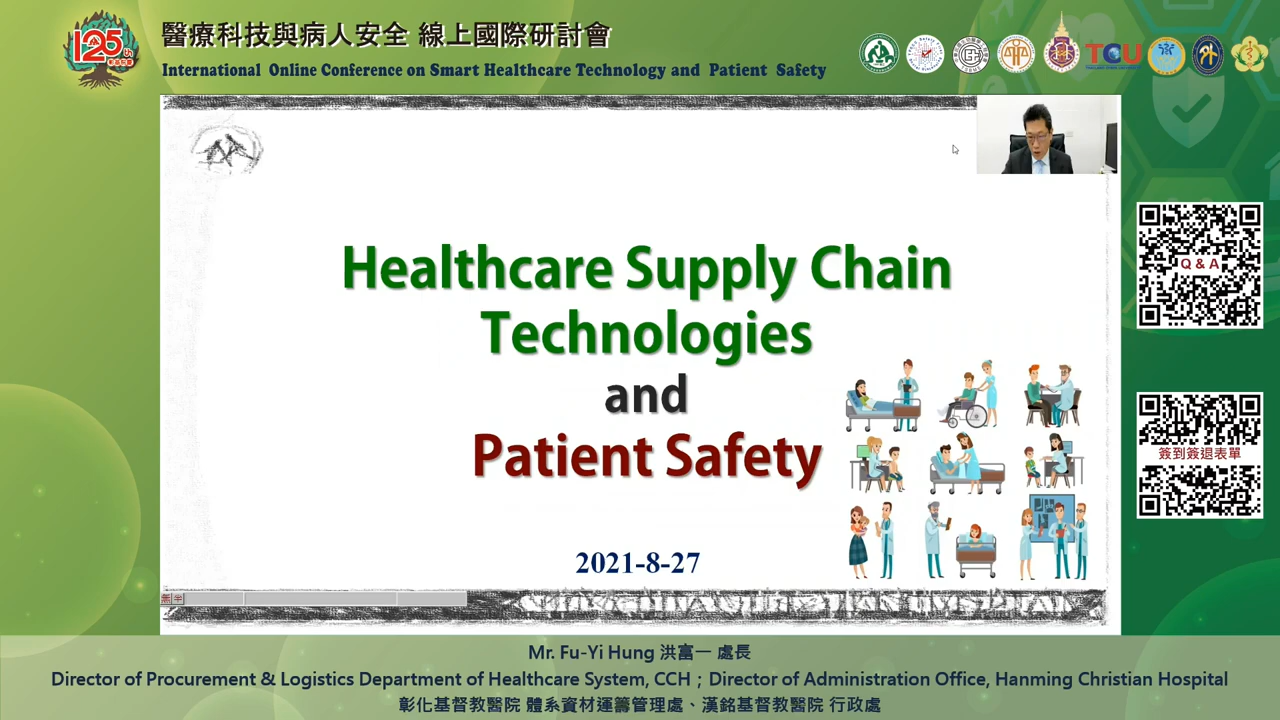 125
醫療科技與病人安全 線上國際研討會
International Online Conference on Smart Healthcare Technology and Patient Safety
TCU
Healthcare Supply Chain
Technologies
and
Patient Safety
2021-8-27
Q & A
簽到簽退表單
Mr. Fu-Yi Hung 洪富一 處長
Director of Procurement & Logistics Department of Healthcare System, CCH；Director of Administration Office, Hanming Christian Hospital
彰化基督教醫院 體系資材運籌管理處、漢銘基督教醫院 行政處